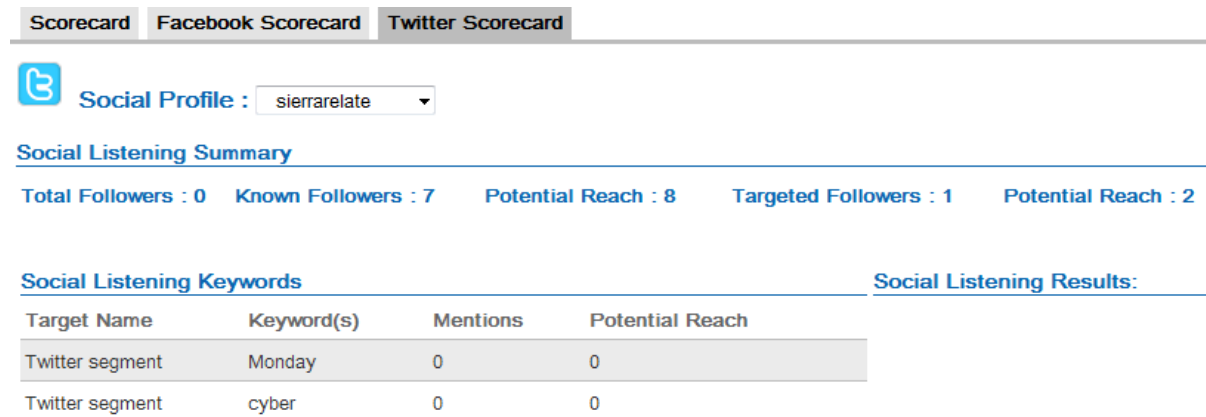 Scorecard Facebook Scorecard Twitter Scorecard
Social Profile : sierrarelate
Social Listening Summary
Total Followers : 0 Known Followers : 7 Potential Reach : 8 Targeted Followers : 1 Potential Reach : 2
Social Listening Keywords Social Listening Results:
Target Name Keyword(s) Mentions Potential Reach
Twitter segment Monday 0 0
Twitter segment cyber 0 0